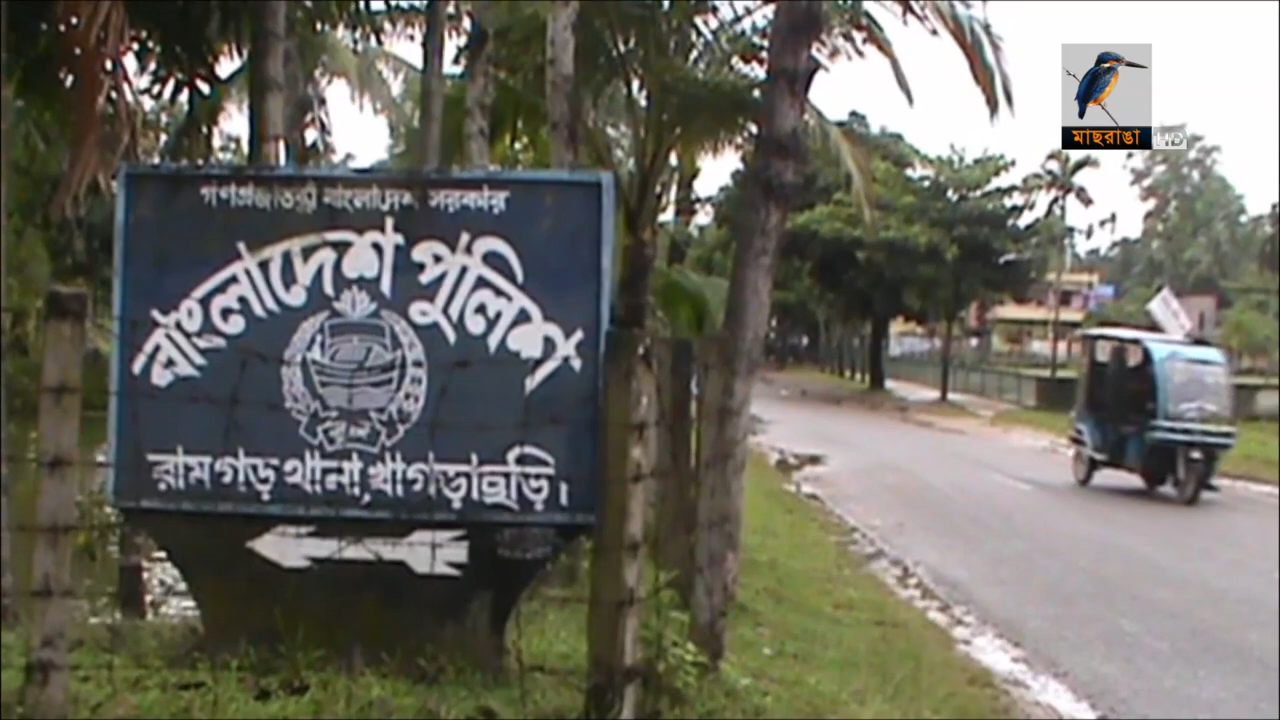 গণপ্রজাতন্ত্রী বাংলাদেশ সরকার
বাংলাদেশ পুলিশ
রামগড় থানা, খাগড়াছড়ি।
মাছরাঙা HD